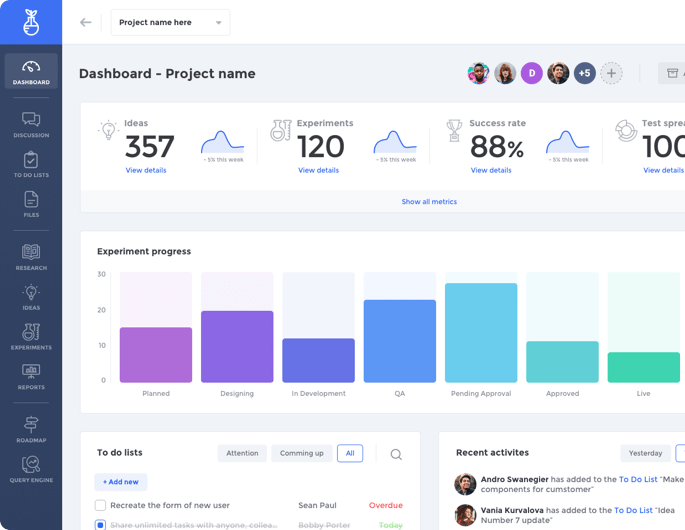 Project name here
DASHBOARD
DISCUSSION
TO DO LISTS
FILES
RESEARCH
IDEAS
EXPERIMENTS
REPORTS
ROADMAP
QUERY ENGINE
Dashboard - Project name
D
+5
+
Ideas
357
~ 5% this week
View details
Experiments
120
~ 5% this week
View details
Success rate
88%
~ 5% this week
View details
Test sprea
100
View details
Show all metrics
Experiment progress
30
20
10
0
Planned
Designing
In Development
QA
Pending Approval
Approved
Live
To do lists
Attention
Comming up
All
+ Add new
Recreate the form of new user Sean Paul Overdue
Share unlimited tasks with anyone, collea... Bobby Porter Today
Recent activites
Yesterday
Andro Swanegier has added to the To Do List "Make
components for cumstomer"
Vania Kurvalova has added to the To Do List "Idea
Number 7 update"